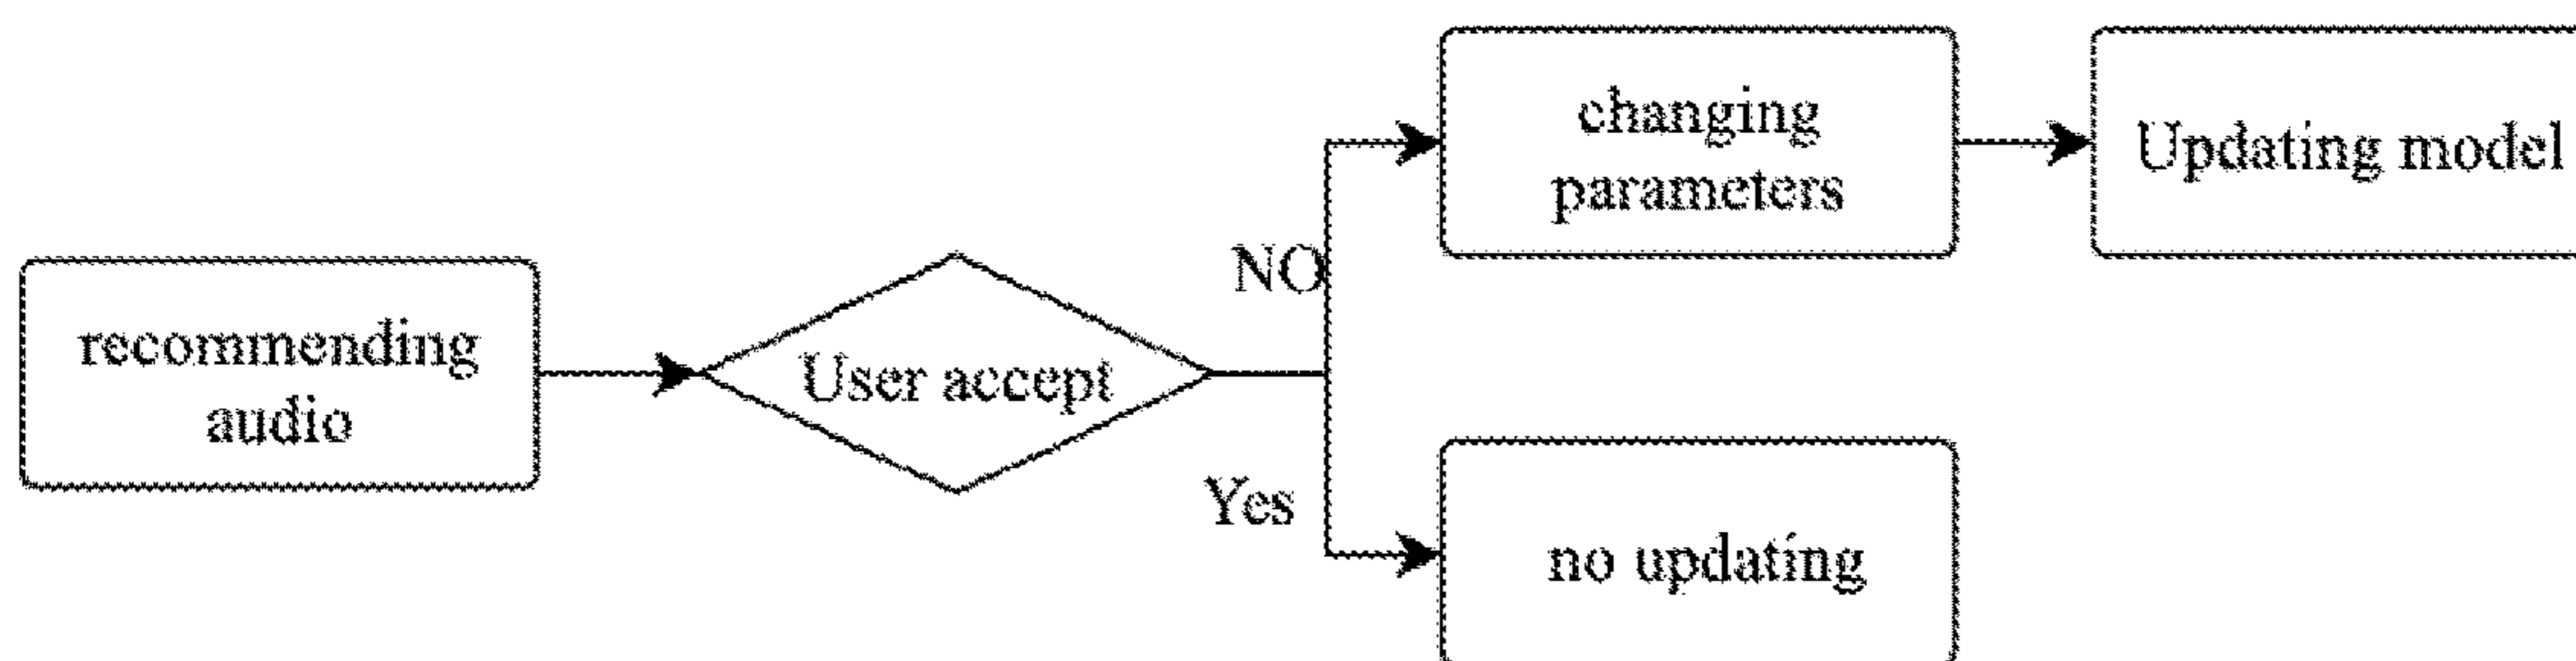 recommending
audio
User accept
NO
Yes
changing
parameters
Updating model
no updating